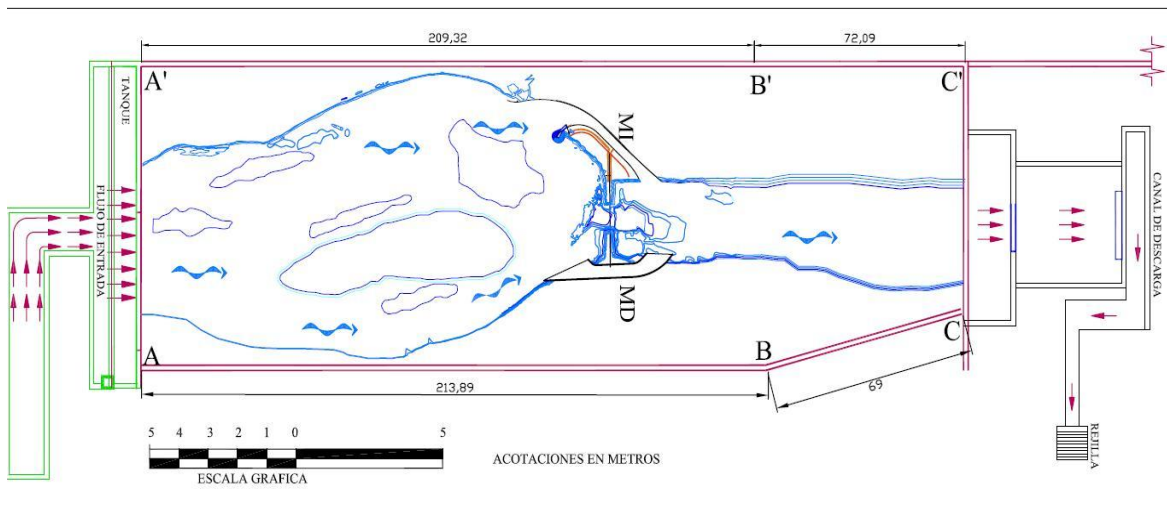 209,32
72,09
A'
B'
C'
TANQUE
FLUJO DE ENTRADA
MI
MD
CANAL DE DESCARGA
A
B
C
213,89
69
5 4 3 2 1 0 5
ESCALA GRAFICA
ACOTACIONES EN METROS
REJILLA